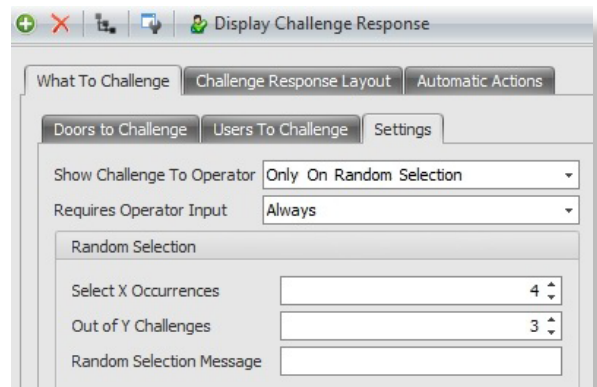 Display Challenge Response
What To Challenge Challenge Response Layout Automatic Actions
Doors to Challenge Users To Challenge Settings
Show Challenge To Operator Only On Random Selection
Requires Operator Input Always
Random Selection
Select X Occurrences 4
Out of Y Challenges 3
Random Selection Message